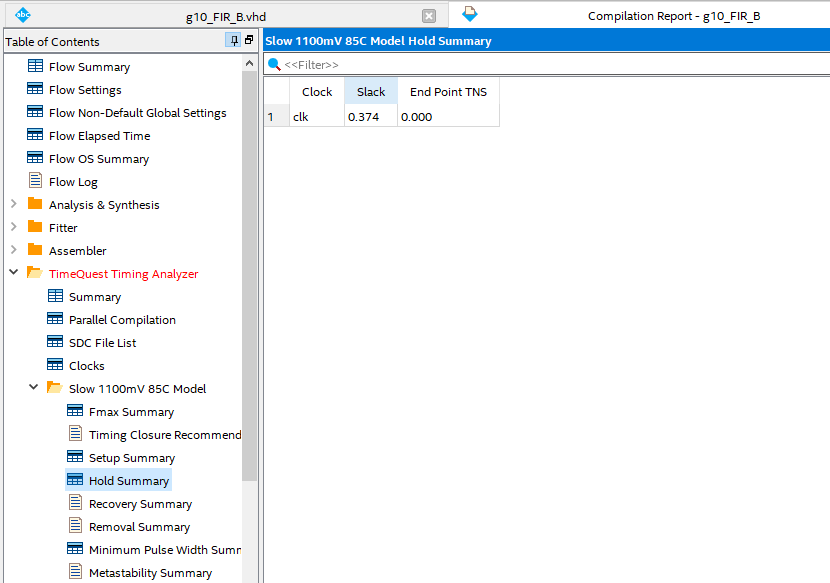 abc
g10_FIR_B.vhd
Compilation Report - g10_FIR_B
Table of Contents
Flow Summary
Flow Settings
Flow Non-Default Global Settings
Flow Elapsed Time
Flow OS Summary
Flow Log
Analysis & Synthesis
Fitter
Assembler
TimeQuest Timing Analyzer
Summary
Parallel Compilation
SDC File List
Clocks
Slow 1100mV 85C Model
Fmax Summary
Timing Closure Recommend
Setup Summary
Hold Summary
Recovery Summary
Removal Summary
Minimum Pulse Width Summ
Metastability Summary
Slow 1100mV 85C Model Hold Summary
<<Filter>>
Clock Slack End Point TNS
1 clk 0.374 0.000